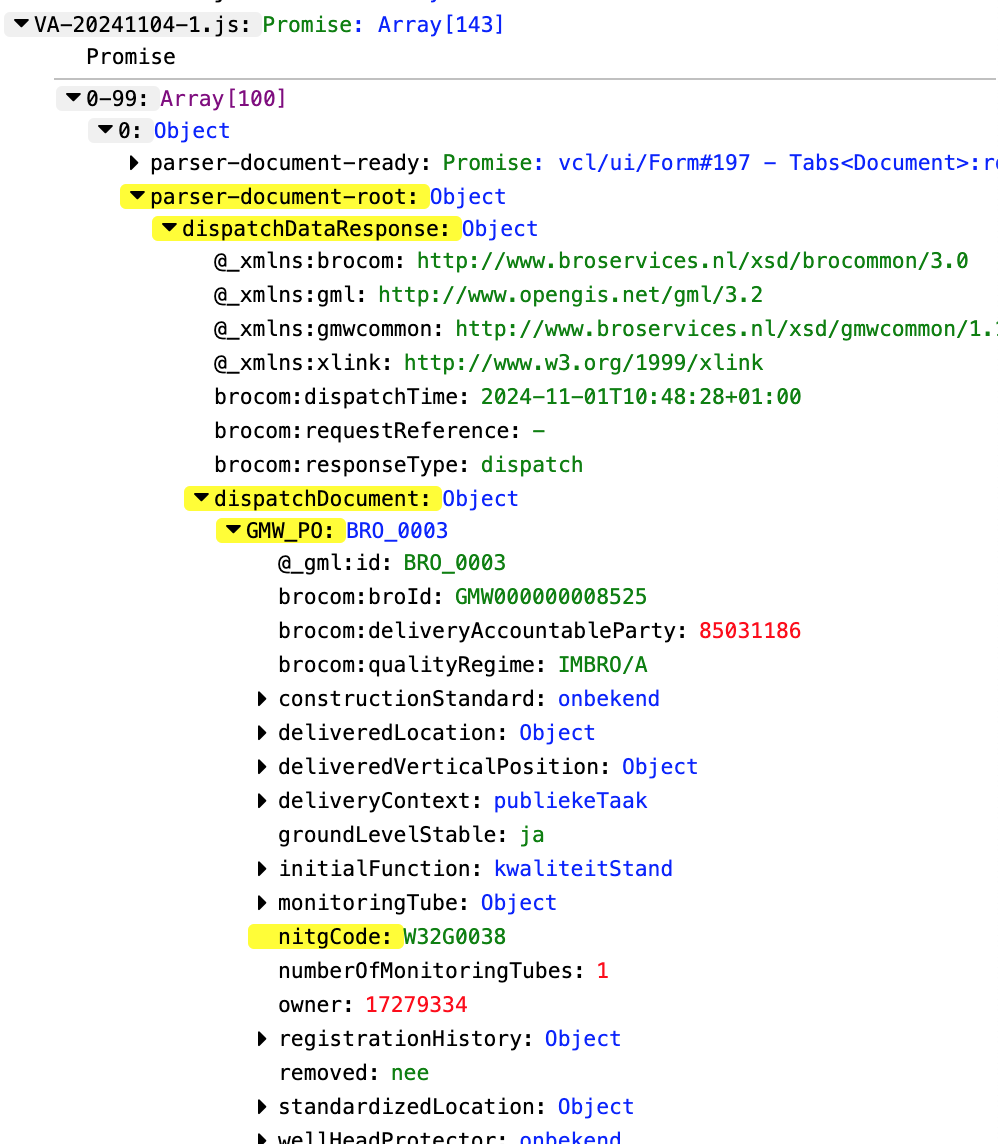 VA-20241104-1.js: Promise: Array[143]
Promise
0-99: Array[100]
0: Object
parser-document-ready: Promise: vcl/ui/Form#197 - Tabs<Document>:re
parser-document-root: Object
dispatchDataResponse: Object
@_xmlns:brocom: http://www.broservices.nl/xsd/brocommon/3.0
@_xmlns:gml: http://www.opengis.net/gml/3.2
@_xmlns:gmwcommon: http://www.broservices.nl/xsd/gmwcommon/1.1
@_xmlns:xlink: http://www.w3.org/1999/xlink
brocom:dispatchTime: 2024-11-01T10:48:28+01:00
brocom:requestReference: -
brocom:responseType: dispatch
dispatchDocument: Object
GMW_PO: BRO_0003
@_gml:id: BRO_0003
brocom:broId: GMW000000008525
brocom:deliveryAccountableParty: 85031186
brocom:qualityRegime: IMBRO/A
constructionStandard: onbekend
deliveredLocation: Object
deliveredVerticalPosition: Object
deliveryContext: publiekeTaak
groundLevelStable: ja
initialFunction: kwaliteitStand
monitoringTube: Object
nitgCode: W32G0038
numberOfMonitoringTubes: 1
owner: 17279334
registrationHistory: Object
removed: nee
standardizedLocation: Object
wellHeadProtector: onbekend